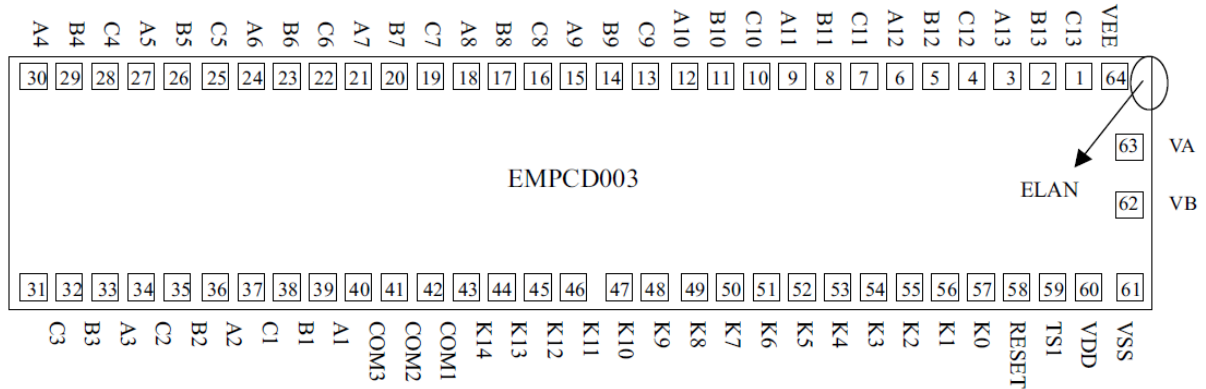 A4 B4 C4 A5 B5 C5 A6 B6 C6 A7 B7 C7 A8 B8 C8 A9 B9 C9 A10 B10 C10 A11 B11 C11 A12 B12 C12 A13 B13 C13 VEE
30 29 28 27 26 25 24 23 22 21 20 19 18 17 16 15 14 13 12 11 10 9 8 7 6 5 4 3 2 1 64
63 VA
EMPCD003
ELAN
62 VB
31 32 33 34 35 36 37 38 39 40 41 42 43 44 45 46 47 48 49 50 51 52 53 54 55 56 57 58 59 60 61
C3 B3 A3 C2 B2 A2 C1 B1 A1 COM3 COM2 COM1 K14 K13 K12 K11 K10 K9 K8 K7 K6 K5 K4 K3 K2 K1 K0 RESET TS1 VDD VSS